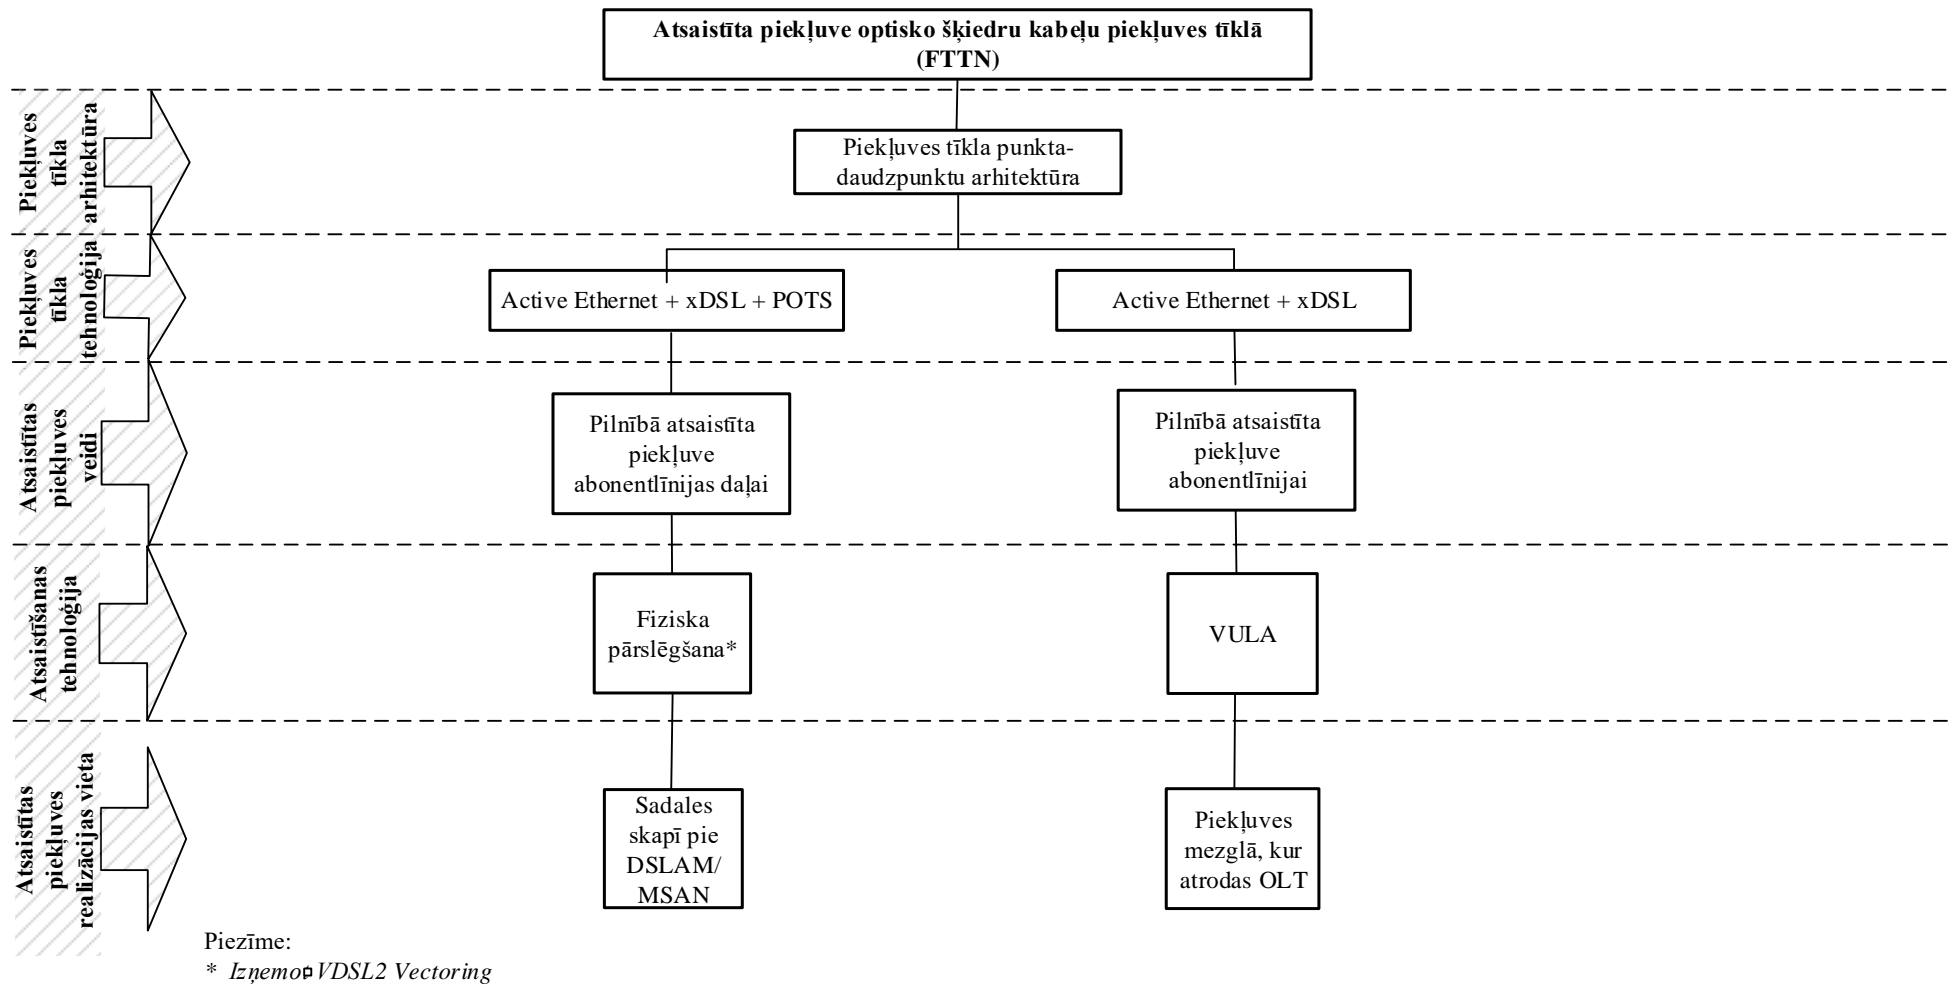 Atsaistīta piekļuve optisko šķiedru kabeļu piekļuves tīklā
(FTTN)
Piekļuves
tīkla
arhitektūra
Piekļuves tīkla punkta-
daudzpunktu arhitektūra
Piekļuves
tīkla
tehnoloģija
Active Ethernet + xDSL + POTS
Active Ethernet + xDSL
Atsaistītas
piekļuves
veidi
Pilnībā atsaistīta
piekļuve
abonentlīnijas daļai
Pilnībā atsaistīta
piekļuve
abonentlīnijai
Atsaistīšanas
tehnoloģija
Fiziska
pārslēgšana*
VULA
Atsaistītas
piekļuves
realizācijas vieta
Sadales
skapī pie
DSLAM/
MSAN
Piekļuves
mezglā, kur
atrodas OLT
Piezīme:
* Izņemo¤ VDSL2 Vectoring